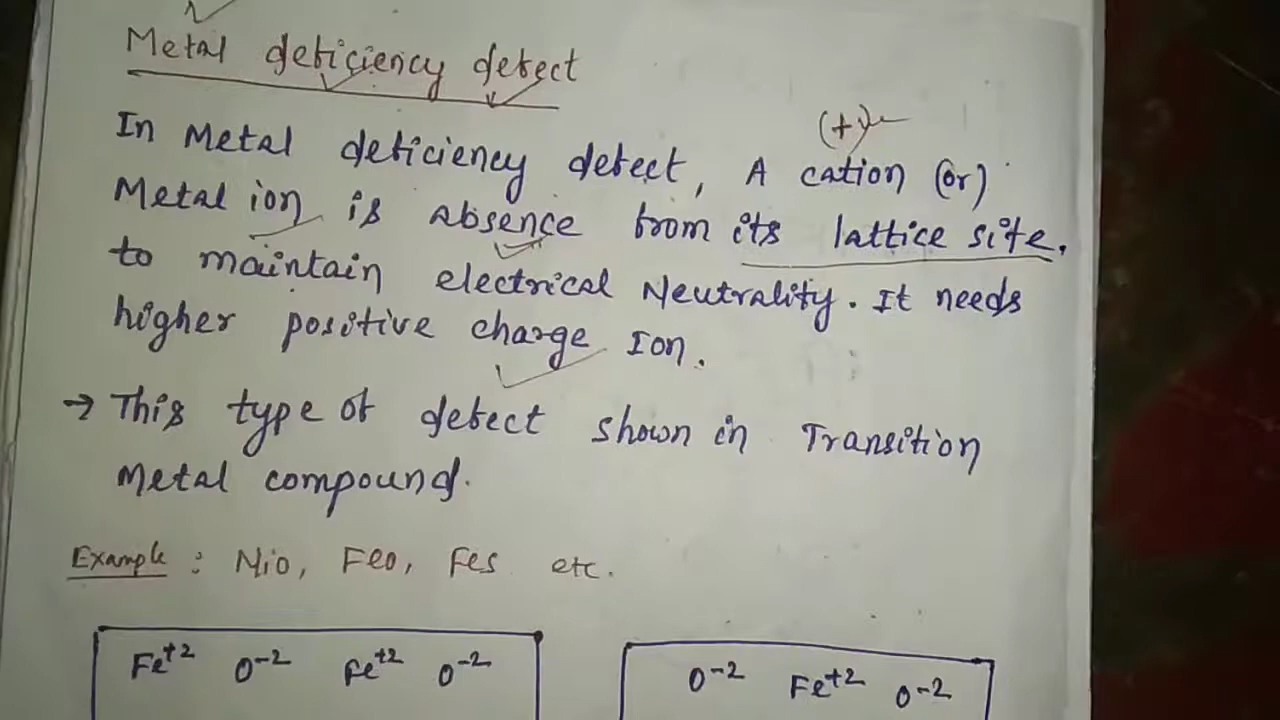 Metal deficiency defect
(+)ve
In Metal deficiency defect, A cation (or)
Metal ion is absence from its lattice site.
to maintain electrical Neutrality. It needs
higher positive charge Ion.
→ This type of defect shown in Transition
Metal compound.
Example : Nio, Feo, Fes etc.
Fe+2 O-2 Fe+2 O-2
O-2 Fe+2 O-2